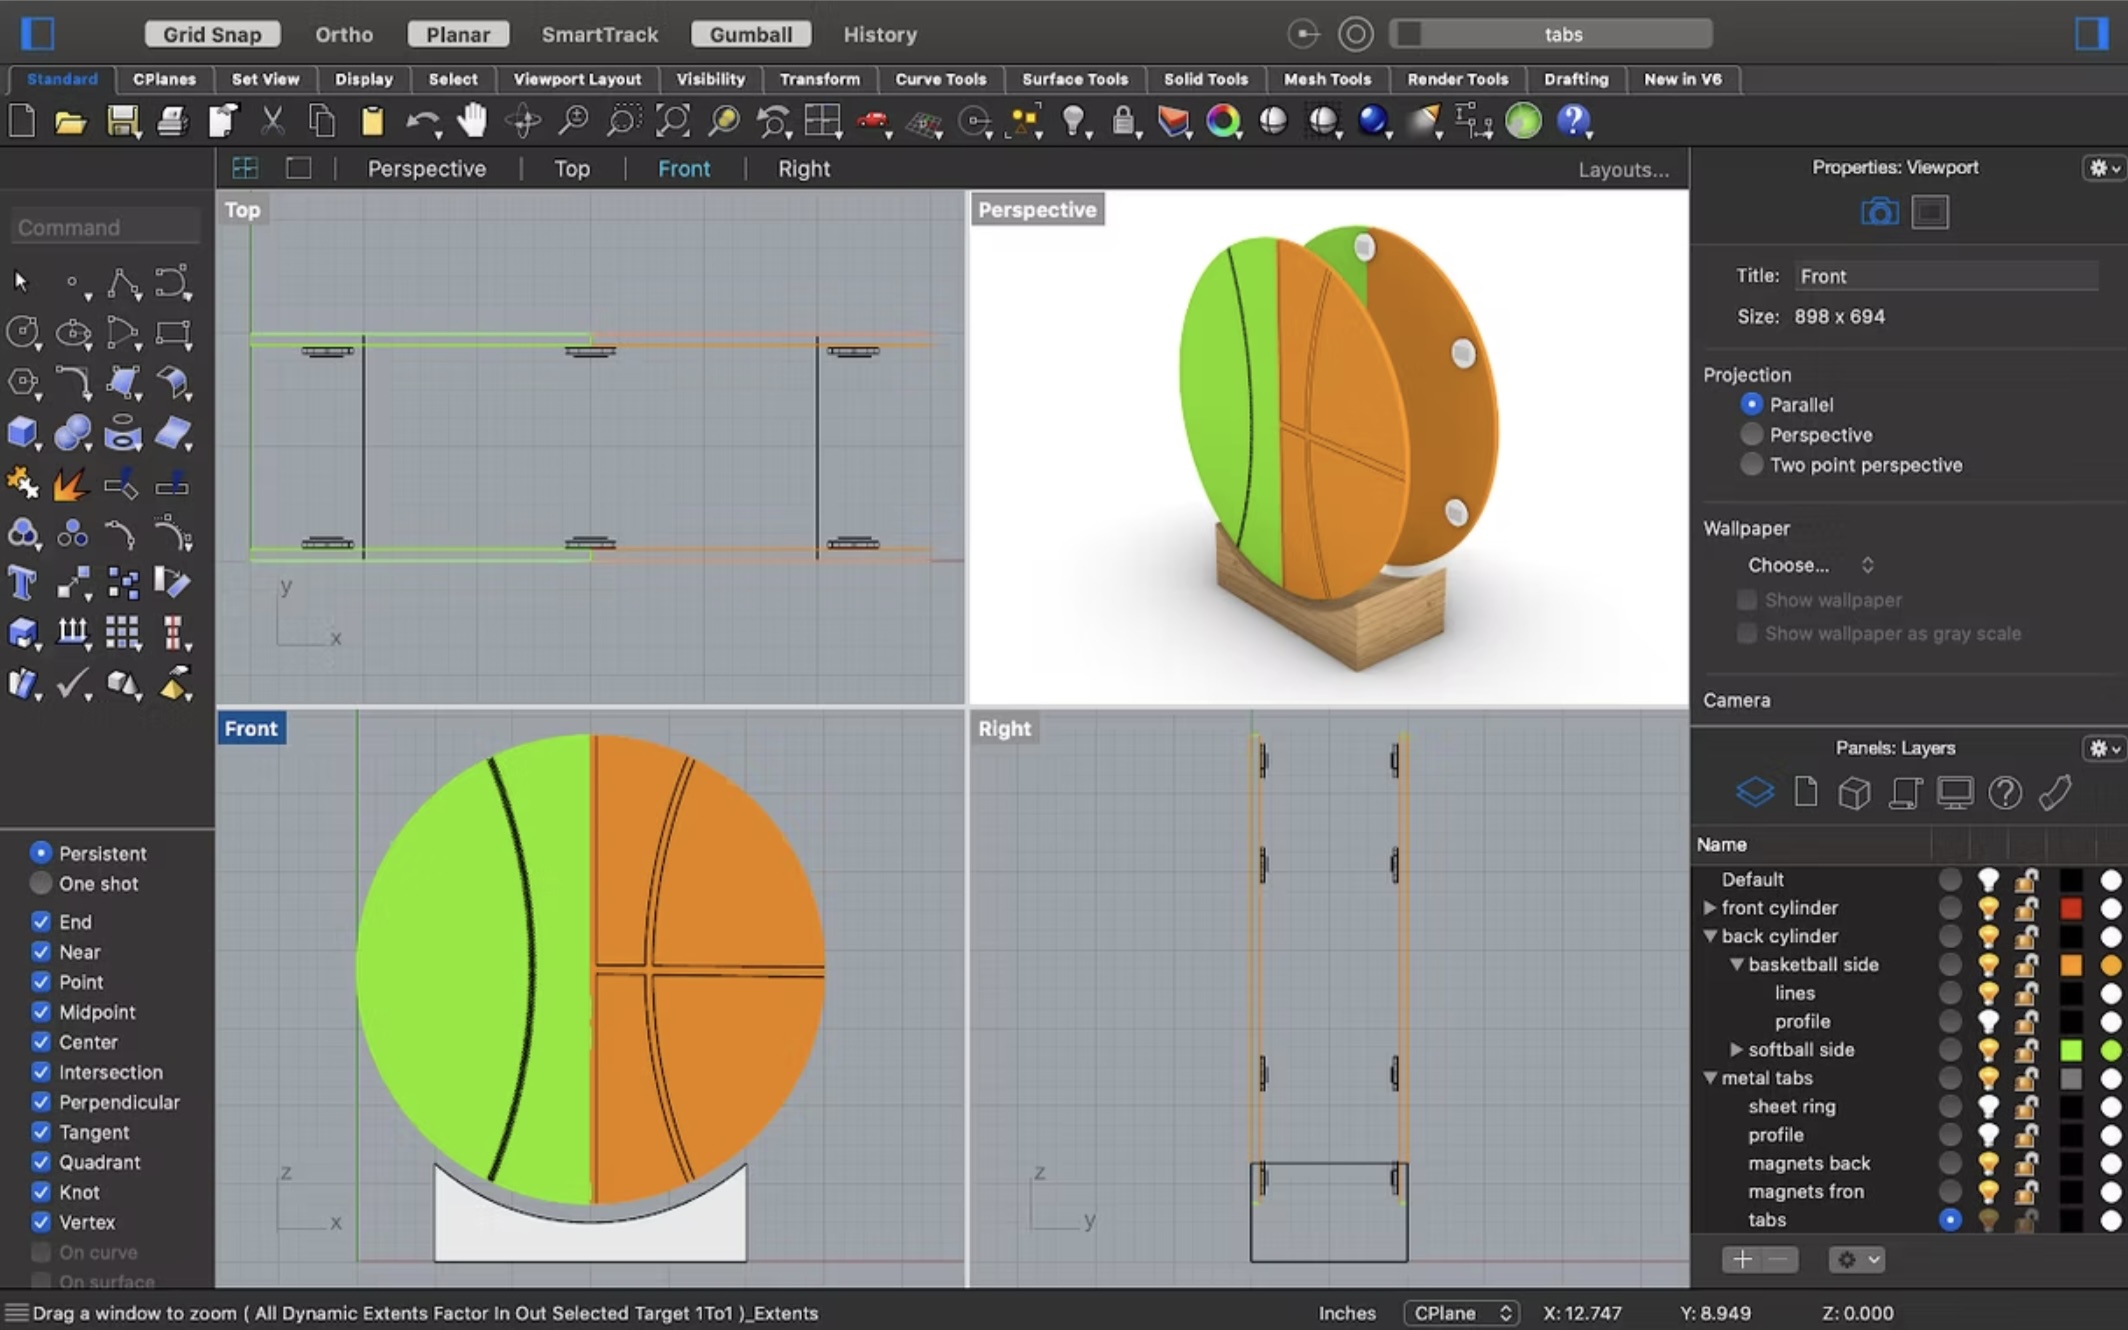 Grid Snap Ortho Planar SmartTrack Gumball History tabs
Standard CPlanes Set View Display Select Viewport Layout Visibility Transform Curve Tools Surface Tools Solid Tools Mesh Tools Render Tools Drafting New in V6
Perspective | Top | Front | Right Layouts...
Command
Top
y
x
Perspective
Front
z
x
Right
z
y
Persistent
One shot
End
Near
Point
Midpoint
Center
Intersection
Perpendicular
Tangent
Quadrant
Knot
Vertex
On curve
On surface
Properties: Viewport
Title: Front
Size: 898 x 694
Projection
Parallel
Perspective
Two point perspective
Wallpaper
Choose...
Show wallpaper
Show wallpaper as gray scale
Camera
Panels: Layers
Name
Default
front cylinder
back cylinder
basketball side
lines
profile
softball side
metal tabs
sheet ring
profile
magnets back
magnets fron
tabs
Drag a window to zoom ( All Dynamic Extents Factor In Out Selected Target 1To1 )_Extents
Inches CPlane X: 12.747 Y: 8.949 Z: 0.000